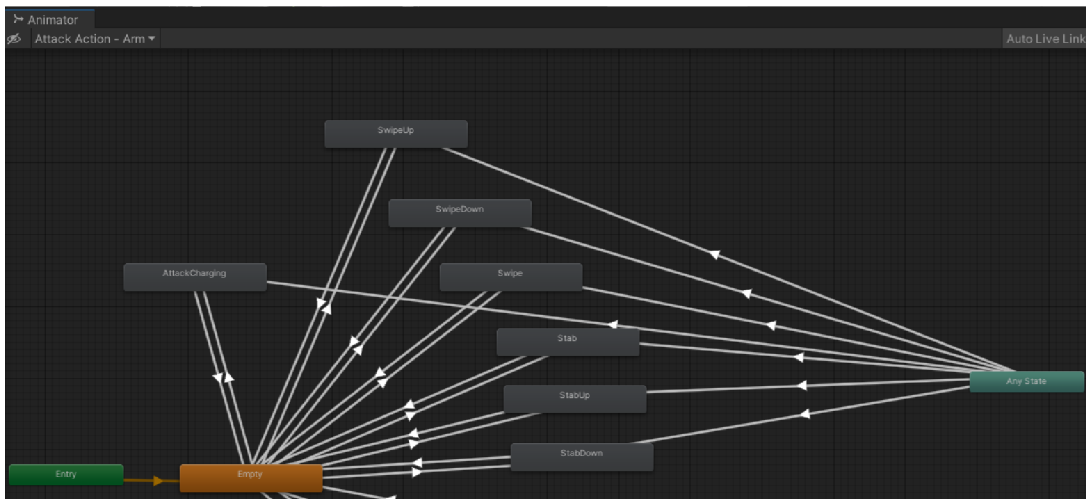 Animator
Attack Action - Arm
Auto Live Link
SwipeUp
SwipeDown
AttackCharging
Swipe
Stab
Any State
StabUp
StabDown
Entry
Empty